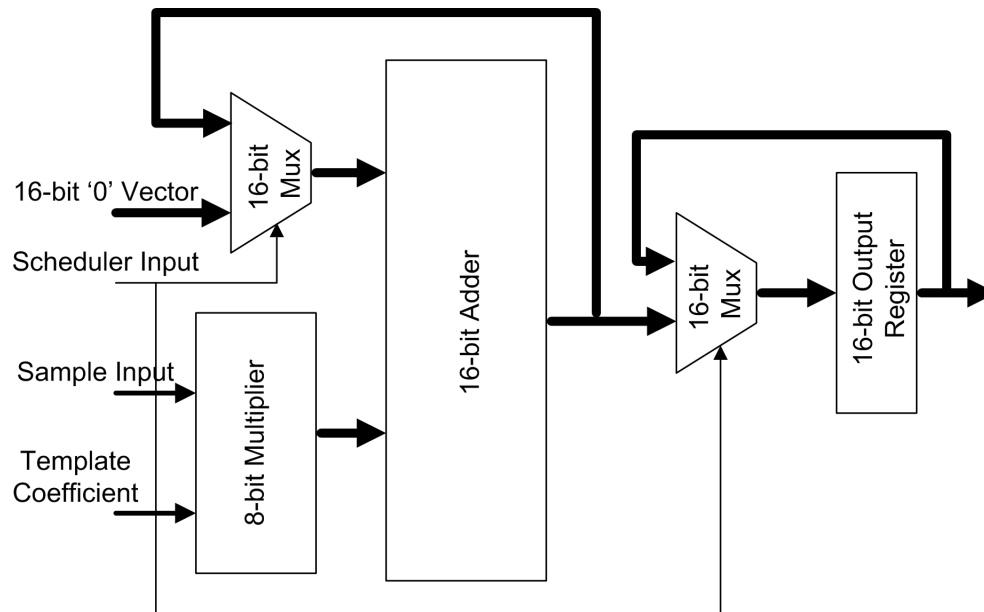 16-bit ‘0’ Vector
Scheduler Input
Sample Input
Template
Coefficient
16-bit
Mux
8-bit Multiplier
16-bit Adder
16-bit
Mux
16-bit Output
Register